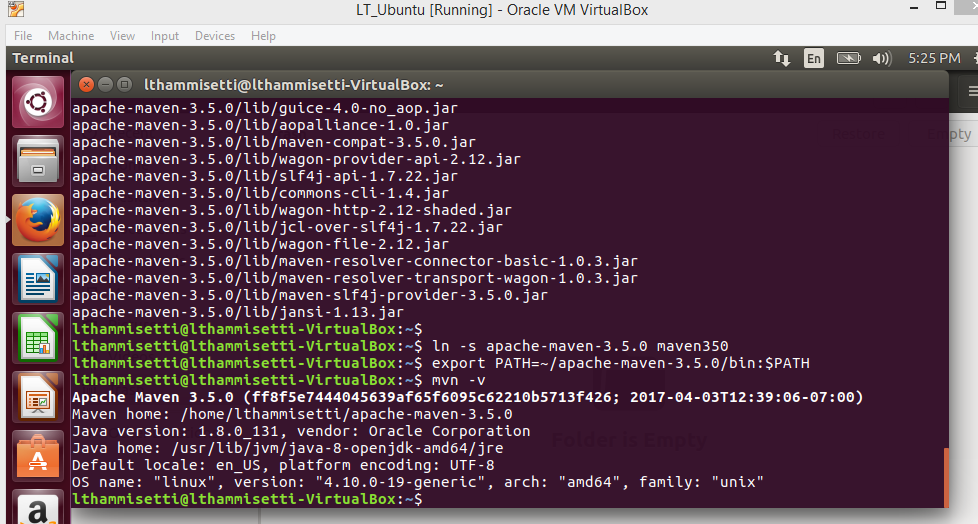 LT_Ubuntu [Running] - Oracle VM VirtualBox
File Machine View Input Devices Help
Terminal En 5:25 PM
lthammisetti@lthammisetti-VirtualBox: ~
apache-maven-3.5.0/lib/guice-4.0-no_aop.jar
apache-maven-3.5.0/lib/aopalliance-1.0.jar
apache-maven-3.5.0/lib/maven-compat-3.5.0.jar
apache-maven-3.5.0/lib/wagon-provider-api-2.12.jar
apache-maven-3.5.0/lib/slf4j-api-1.7.22.jar
apache-maven-3.5.0/lib/commons-cli-1.4.jar
apache-maven-3.5.0/lib/wagon-http-2.12-shaded.jar
apache-maven-3.5.0/lib/jcl-over-slf4j-1.7.22.jar
apache-maven-3.5.0/lib/wagon-file-2.12.jar
apache-maven-3.5.0/lib/maven-resolver-connector-basic-1.0.3.jar
apache-maven-3.5.0/lib/maven-resolver-transport-wagon-1.0.3.jar
apache-maven-3.5.0/lib/maven-slf4j-provider-3.5.0.jar
apache-maven-3.5.0/lib/jansi-1.13.jar
lthammisetti@lthammisetti-VirtualBox:~$
lthammisetti@lthammisetti-VirtualBox:~$ ln -s apache-maven-3.5.0 maven350
lthammisetti@lthammisetti-VirtualBox:~$ export PATH=~/apache-maven-3.5.0/bin:$PATH
lthammisetti@lthammisetti-VirtualBox:~$ mvn -v
Apache Maven 3.5.0 (ff8f5e7444045639af65f6095c62210b5713f426; 2017-04-03T12:39:06-07:00)
Maven home: /home/lthammisetti/apache-maven-3.5.0
Java version: 1.8.0_131, vendor: Oracle Corporation
Java home: /usr/lib/jvm/java-8-openjdk-amd64/jre
Default locale: en_US, platform encoding: UTF-8
OS name: "linux", version: "4.10.0-19-generic", arch: "amd64", family: "unix"
lthammisetti@lthammisetti-VirtualBox:~$
Restore Empty
Folder is Empty